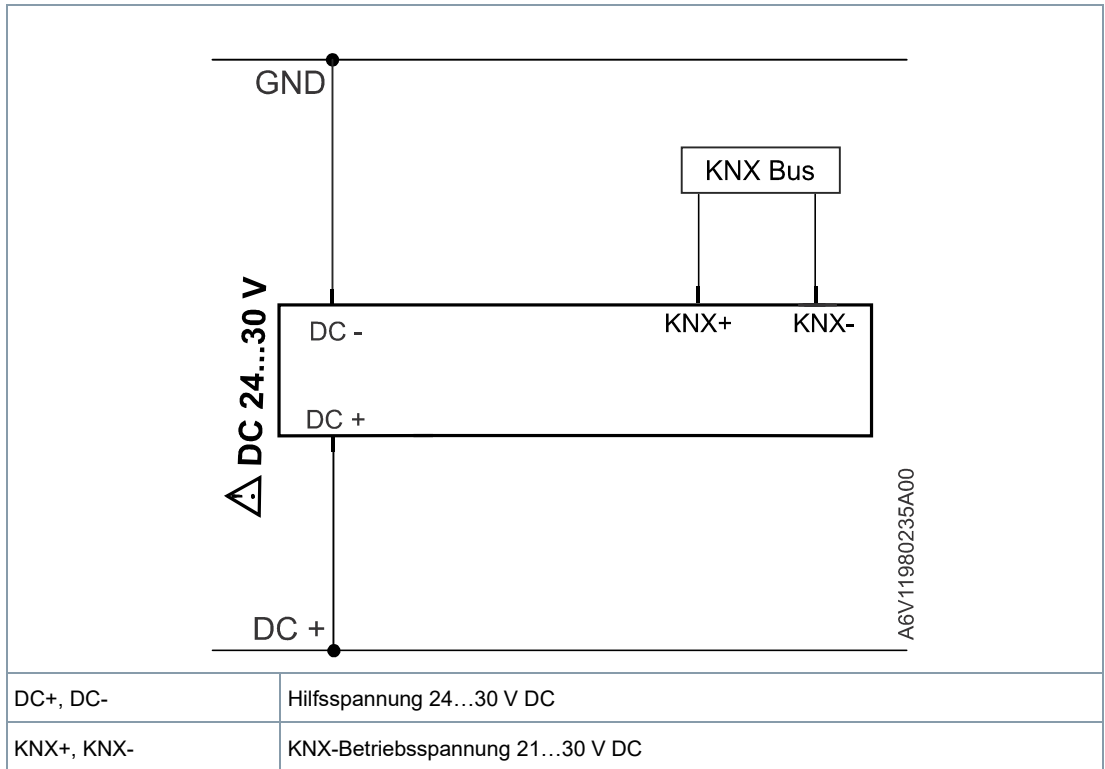 GND
KNX Bus
⚠ DC 24...30 V
DC -
KNX+
KNX-
DC +
A6V11980235A00
DC +
DC+, DC-
Hilfsspannung 24…30 V DC
KNX+, KNX-
KNX-Betriebsspannung 21…30 V DC